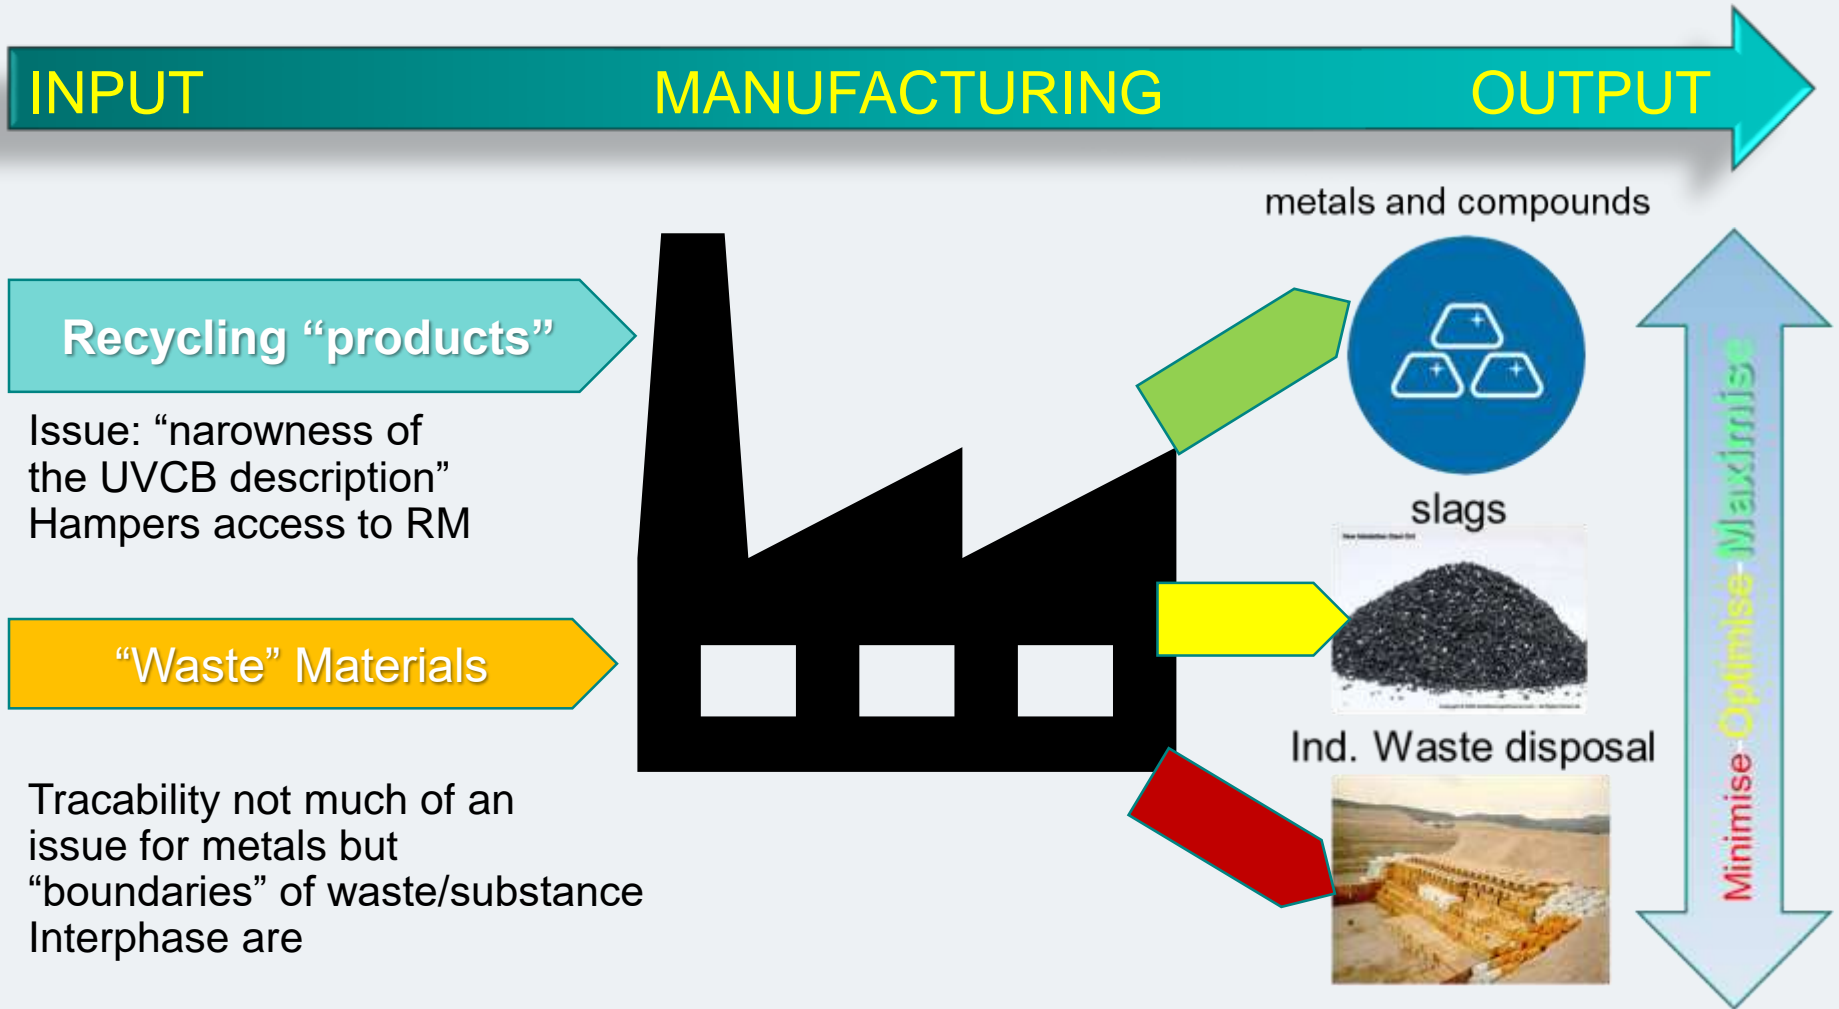 INPUT MANUFACTURING OUTPUT
metals and compounds
Recycling “products”
Issue: “narowness of
the UVCB description”
Hampers access to RM
slags
“Waste” Materials
Ind. Waste disposal
Tracability not much of an
issue for metals but
“boundaries” of waste/substance
Interphase are
Minimise-Optimise-Maximise